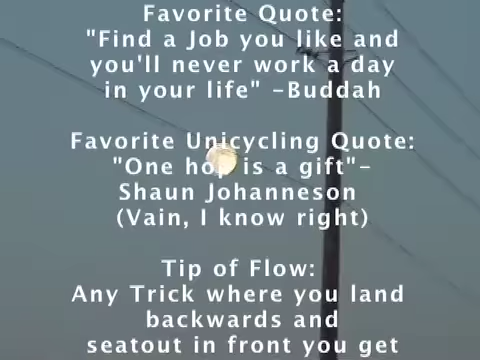 Favorite Quote:
"Find a Job you like and
you'll never work a day
in your life" -Buddah
Favorite Unicycling Quote:
"One hop is a gift"-
Shaun Johanneson
(Vain, I know right)
Tip of Flow:
Any Trick where you land
backwards and
seatout in front you get